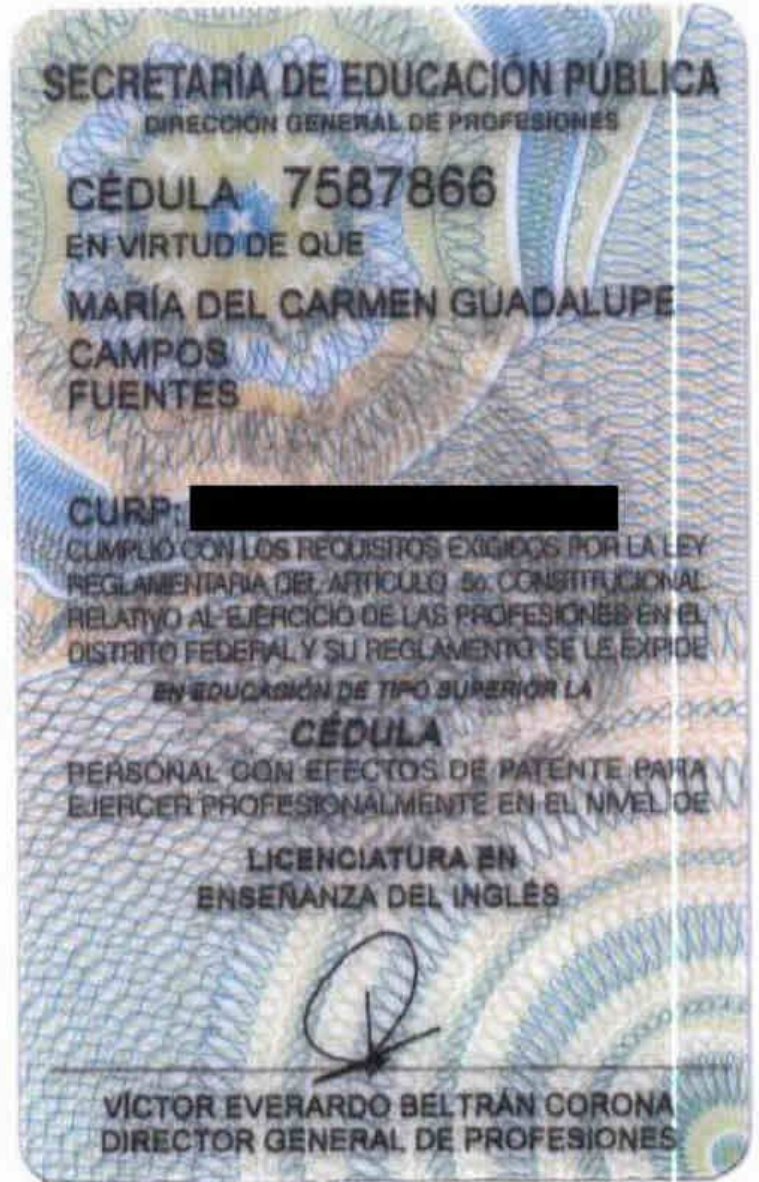 SECRETARÍA DE EDUCACIÓN PÚBLICA
DIRECCIÓN GENERAL DE PROFESIONES
CÉDULA 7587866
EN VIRTUD DE QUE
MARÍA DEL CARMEN GUADALUPE
CAMPOS
FUENTES
CURP:
CUMPLIÓ CON LOS REQUISITOS EXIGIDOS POR LA LEY
REGLAMENTARIA DEL ARTÍCULO 5o. CONSTITUCIONAL
RELATIVO AL EJERCICIO DE LAS PROFESIONES EN EL
DISTRITO FEDERAL Y SU REGLAMENTO SE LE EXPIDE
EN EDUCACIÓN DE TIPO SUPERIOR LA
CÉDULA
PERSONAL CON EFECTOS DE PATENTE PARA
EJERCER PROFESIONALMENTE EN EL NIVEL DE
LICENCIATURA EN
ENSEÑANZA DEL INGLÉS
VÍCTOR EVERARDO BELTRÁN CORONA
DIRECTOR GENERAL DE PROFESIONES